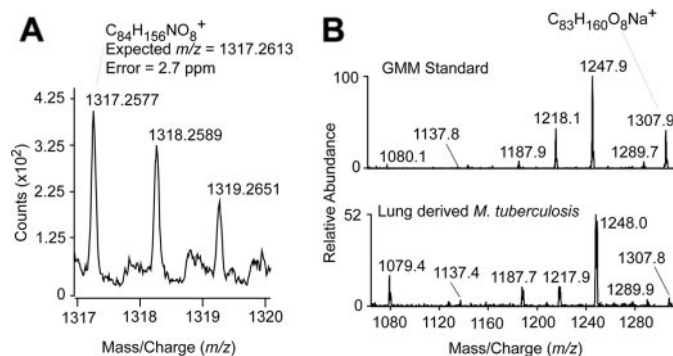 A
C₈₄H₁₅₆NO₈⁺
Expected m/z = 1317.2613
Error = 2.7 ppm
4.25
3.25
2.25
1.25
0
Counts (x10²)
1317.2577
1318.2589
1319.2651
1317 1318 1319 1320
Mass/Charge (m/z)
B
C₈₃H₁₆₀O₈Na⁺
GMM Standard
100
0
1080.1
1137.8
1187.9
1218.1
1247.9
1289.7
1307.9
Relative Abundance
Lung derived M. tuberculosis
52
0
1079.4
1137.4
1187.7
1217.9
1248.0
1289.9
1307.8
1080 1120 1160 1200 1240 1280
Mass/Charge (m/z)